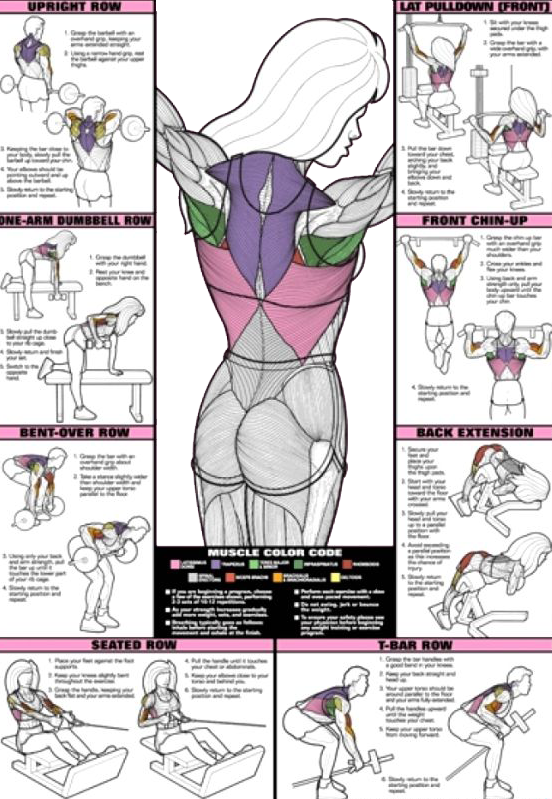 UPRIGHT ROW
1. Grasp the barbell with an
overhand grip, keeping your
arms extended straight.
2. Using a narrow hand grip, rest
the barbell against your upper
thighs.
3. Keeping the bar close to
your body, slowly pull the
barbell up toward your chin.
4. Your elbows should be
pointing outward and up
above the barbell.
5. Slowly return to the starting
position and repeat.
ONE-ARM DUMBBELL ROW
1. Grasp the dumbbell
with your right hand.
2. Rest your knee and
opposite hand on the
bench.
3. Slowly pull the dumb
bell straight up close
to your rib cage.
4. Slowly return and finish
your set.
5. Switch to the
opposite
hand.
BENT-OVER ROW
1. Grasp the bar with an
overhand grip about
shoulder width.
2. Take a stance slightly wider
than shoulder width and
keep your upper torso
parallel to the floor.
3. Using only your back
and arm strength, pull
the bar up until it
touches the lower part
of your rib cage.
4. Slowly return to the
starting position and
repeat.
LAT PULLDOWN (FRONT)
1. Sit with your knees
secured under the thigh
pads.
2. Grasp the bar with a
wide overhand grip, with
your arms extended.
3. Pull the bar down
toward your chest,
arching your back
slightly, and
bringing your
elbows down and
back.
4. Slowly return to the
starting position and
repeat.
FRONT CHIN-UP
1. Grasp the chin-up bar
with an overhand grip
much wider than your
shoulders.
2. Cross your ankles and
flex your knees.
3. Using back and arm
strength only, pull your
body upward until the
chin-up bar touches
your chin.
4. Slowly return to the
starting position and
repeat.
BACK EXTENSION
1. Secure your
feet and
place your
thighs upon
the thigh pads.
2. Start with your
head and torso
toward the floor
with your arms
crossed.
3. Slowly pull your
head and torso
up to a parallel
position with
the floor.
4. Avoid exceeding
a parallel position
as this increases
the chance of
injury.
5. Slowly return
to the starting
position and
repeat.
MUSCLE COLOR CODE
LATISSIMUS
DORSI
TRAPEZIUS
TERES MAJOR
& MINOR
INFRASPINATUS
RHOMBOIDS
SPINAL
ERECTORS
BICEPS BRACHII
BRACHIALIS
& BRACHIORADIALIS
DELTOIDS
If you are beginning a program, choose
a few of the exercises shown, performing
2-3 sets of 10-12 repetitions.
As your strength increases gradually
add more weight, sets, and exercises.
Breathing typically goes as follows
inhale before starting the
movement and exhale at the finish.
Perform each exercise with a slow
and even paced movement.
Do not swing, jerk or bounce
the weight.
To ensure your safety please see
your physician before beginning
any weight training or exercise
program.
SEATED ROW
1. Place your feet against the foot
supports.
2. Keep your knees slightly bent
throughout the exercise.
3. Grasp the handle, keeping your
back flat and your arms extended.
4. Pull the handle until it touches
your chest or abdominals.
5. Keep your elbows close to your
torso and behind you.
6. Slowly return to the starting
position and repeat.
T-BAR ROW
1. Grasp the bar handles with
a good bend in your knees.
2. Keep your back straight and
head up.
3. Your upper torso should be
around parallel to the floor
and your arms fully-extended.
4. Pull the handles upward
until the weight
touches your chest.
5. Keep your upper torso
from moving forward.
6. Slowly return to the
starting position and
repeat.